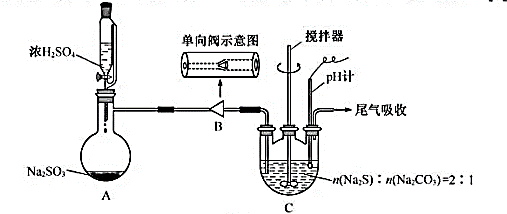 浓H₂SO₄
单向阀示意图
搅拌器
pH计
尾气吸收
B
Na₂SO₃
A
C
n(Na₂S)∶n(Na₂CO₃)=2∶1